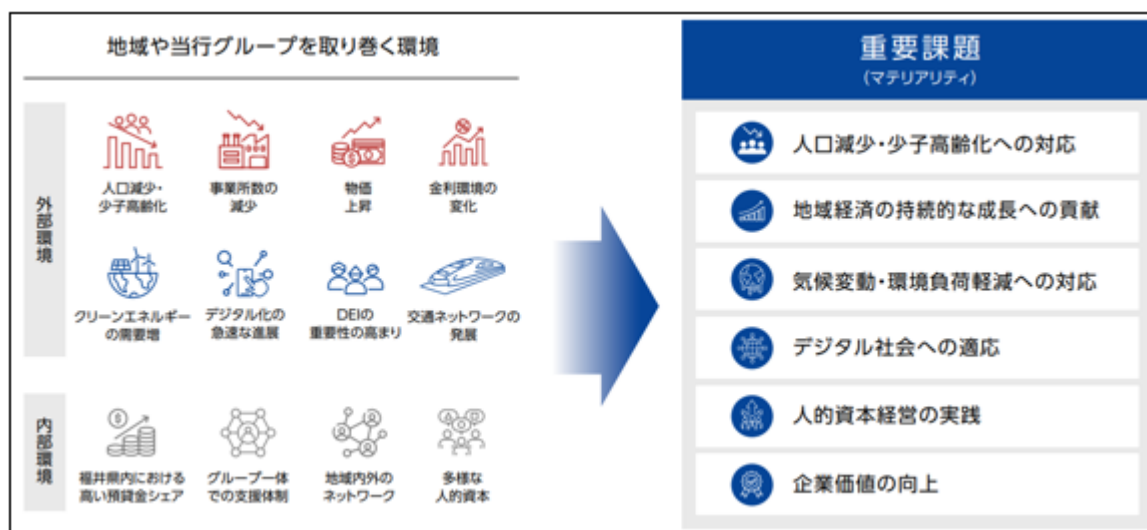 地域や当行グループを取り巻く環境
外部環境
人口減少・
少子高齢化
事業所数の
減少
物価
上昇
金利環境の
変化
クリーンエネルギー
の需要増
デジタル化の
急速な進展
DEIの
重要性の高まり
交通ネットワークの
発展
内部環境
福井県内における
高い預貸金シェア
グループ一体
での支援体制
地域内外の
ネットワーク
多様な
人的資本
重要課題
(マテリアリティ)
人口減少・少子高齢化への対応
地域経済の持続的な成長への貢献
気候変動・環境負荷軽減への対応
デジタル社会への適応
人的資本経営の実践
企業価値の向上